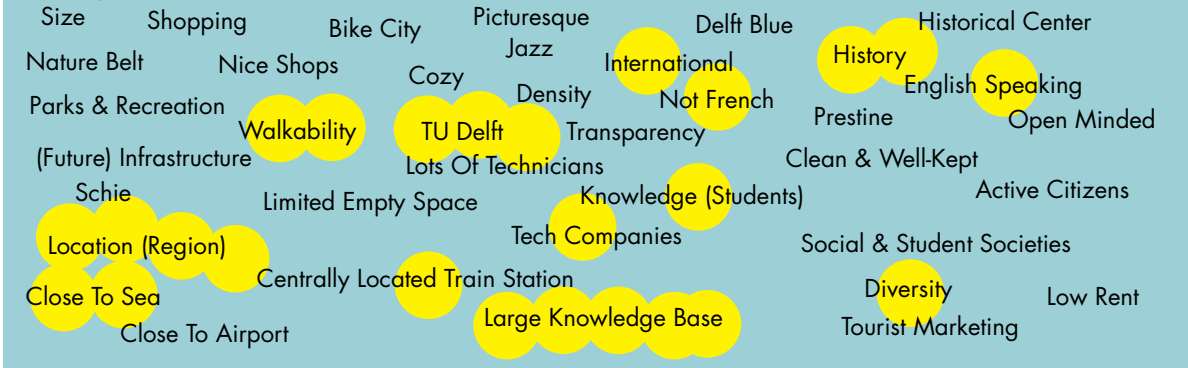 Size
Shopping
Bike City
Picturesque
Delft Blue
Historical Center
Nature Belt
Nice Shops
Cozy
Jazz
International
History
Parks & Recreation
Density
Not French
English Speaking
Walkability
TU Delft
Transparency
Prestine
Open Minded
(Future) Infrastructure
Lots Of Technicians
Clean & Well-Kept
Schie
Limited Empty Space
Knowledge (Students)
Active Citizens
Location (Region)
Tech Companies
Social & Student Societies
Close To Sea
Centrally Located Train Station
Diversity
Low Rent
Close To Airport
Large Knowledge Base
Tourist Marketing